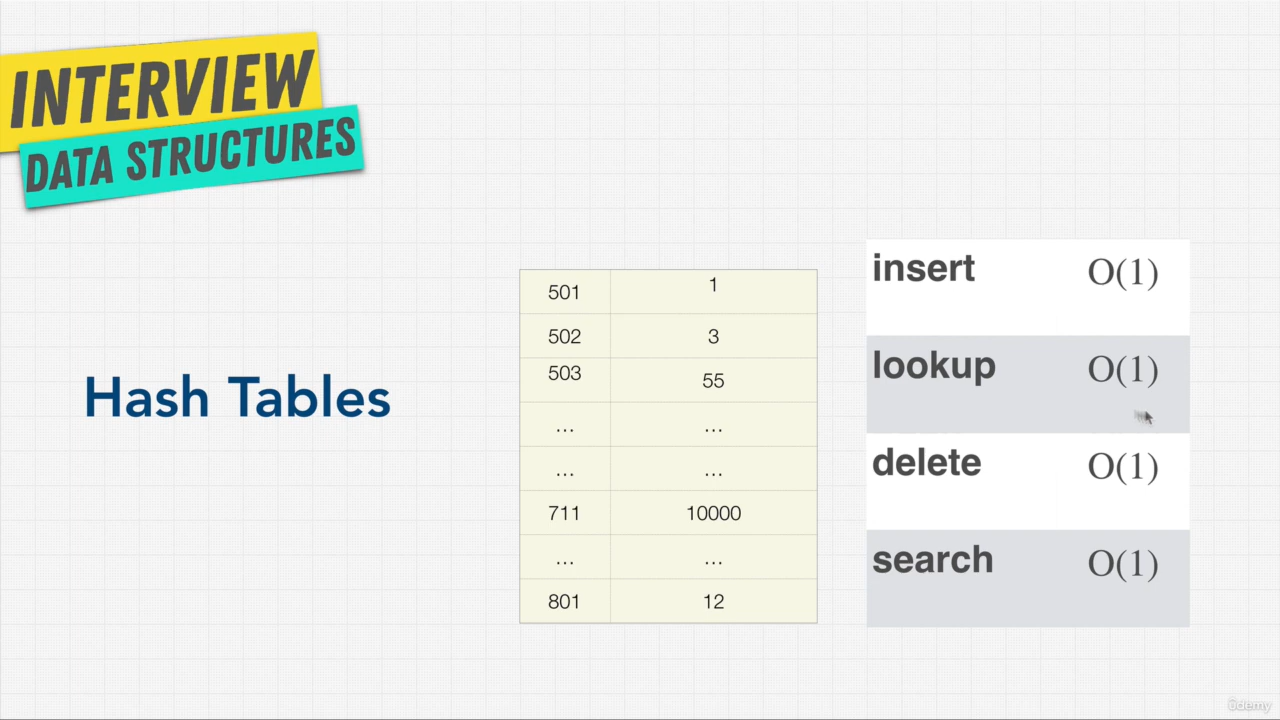 INTERVIEW
DATA STRUCTURES
Hash Tables
501 1
502 3
503 55
... ...
... ...
711 10000
... ...
801 12
insert O(1)
lookup O(1)
delete O(1)
search O(1)
ûdemy